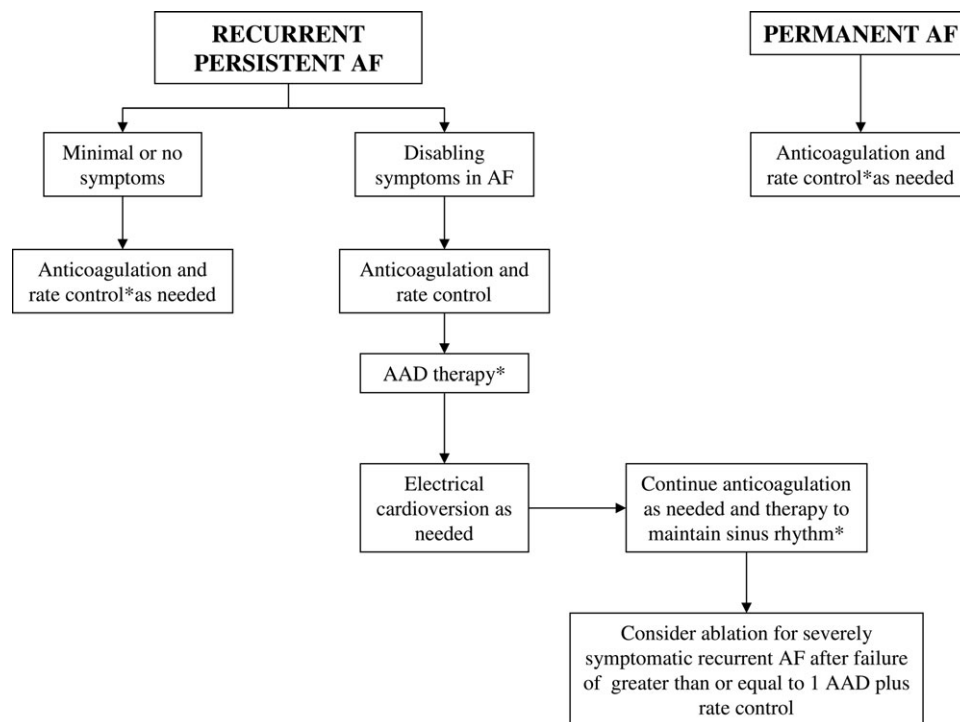 RECURRENT
PERSISTENT AF
PERMANENT AF
Minimal or no
symptoms
Disabling
symptoms in AF
Anticoagulation and
rate control*as needed
Anticoagulation and
rate control*as needed
Anticoagulation and
rate control
AAD therapy*
Electrical
cardioversion as
needed
Continue anticoagulation
as needed and therapy to
maintain sinus rhythm*
Consider ablation for severely
symptomatic recurrent AF after failure
of greater than or equal to 1 AAD plus
rate control